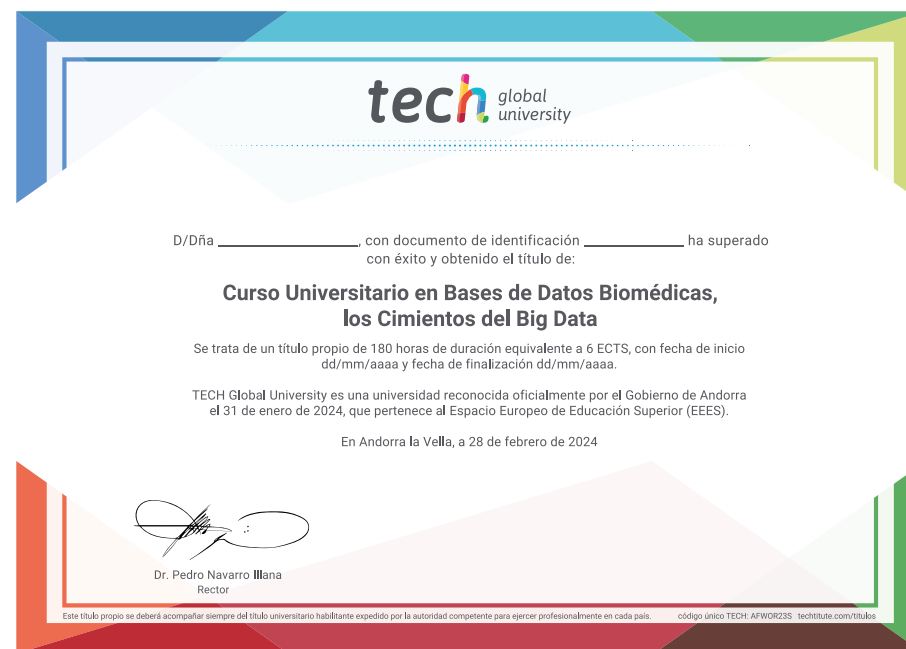 tech global university
D/Dña ____________________, con documento de identificación ______________ ha superado
con éxito y obtenido el título de:
Curso Universitario en Bases de Datos Biomédicas,
los Cimientos del Big Data
Se trata de un título propio de 180 horas de duración equivalente a 6 ECTS, con fecha de inicio
dd/mm/aaaa y fecha de finalización dd/mm/aaaa.
TECH Global University es una universidad reconocida oficialmente por el Gobierno de Andorra
el 31 de enero de 2024, que pertenece al Espacio Europeo de Educación Superior (EEES).
En Andorra la Vella, a 28 de febrero de 2024
Dr. Pedro Navarro Illana
Rector
Este título propio se deberá acompañar siempre del título universitario habilitante expedido por la autoridad competente para ejercer profesionalmente en cada país. código único TECH: AFWOR23S techtitute.com/titulos